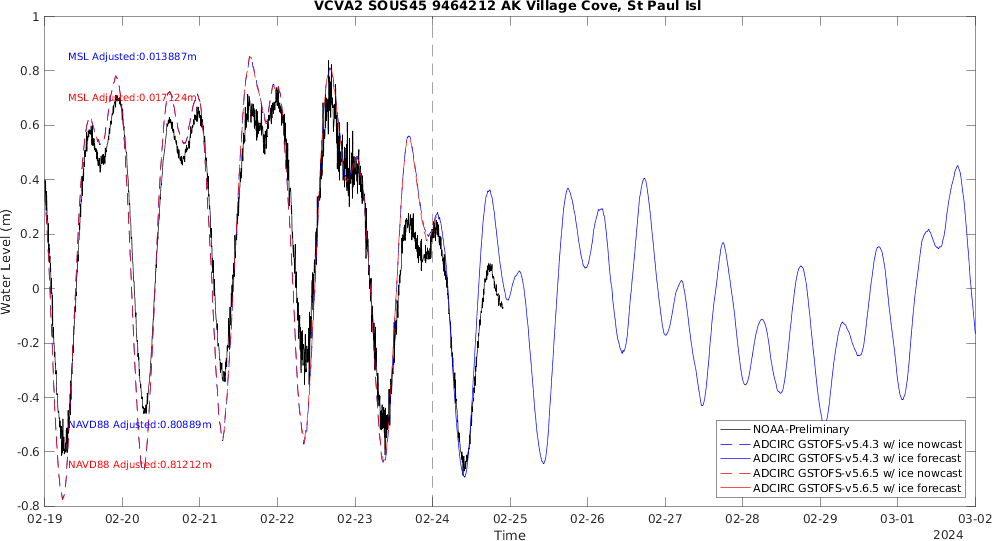 VCVA2 SOUS45 9464212 AK Village Cove, St Paul Isl
1
0.8
0.6
0.4
0.2
0
-0.2
-0.4
-0.6
-0.8
Water Level (m)
MSL Adjusted:0.013887m
MSL Adjusted:0.017124m
NAVD88 Adjusted:0.80889m
NAVD88 Adjusted:0.81212m
NOAA-Preliminary
ADCIRC GSTOFS-v5.4.3 w/ ice nowcast
ADCIRC GSTOFS-v5.4.3 w/ ice forecast
ADCIRC GSTOFS-v5.6.5 w/ ice nowcast
ADCIRC GSTOFS-v5.6.5 w/ ice forecast
02-19 02-20 02-21 02-22 02-23 02-24 02-25 02-26 02-27 02-28 02-29 03-01 03-02
Time
2024